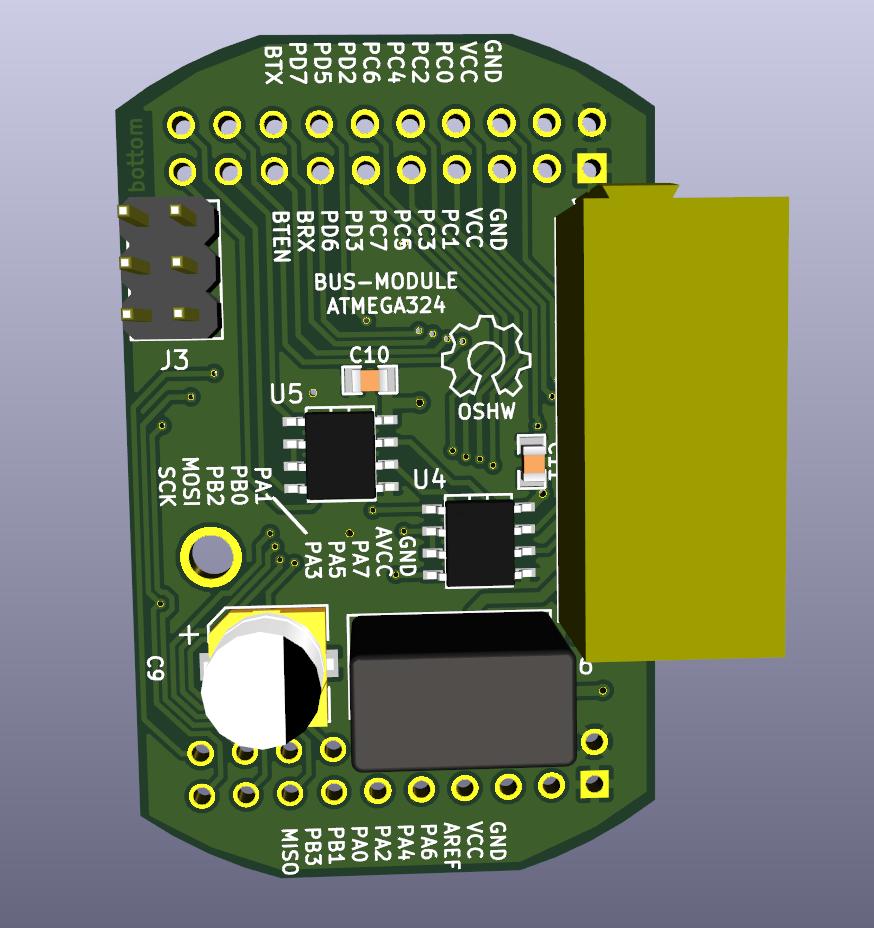 BTX
PD7
PD5
PD2
PC6
PC4
PC2
PC0
VCC
GND
bottom
BTEN
BRX
PD6
PD3
PC7
PC5
PC3
PC1
VCC
GND
BUS-MODULE
ATMEGA324
J3
C10
U5
OSHW
C11
U4
SCK
MOSI
PB2
PB0
PA1
PA3
PA5
PA7
AVCC
GND
+
C9
MISO
PB3
PB1
PA0
PA2
PA4
PA6
AREF
VCC
GND